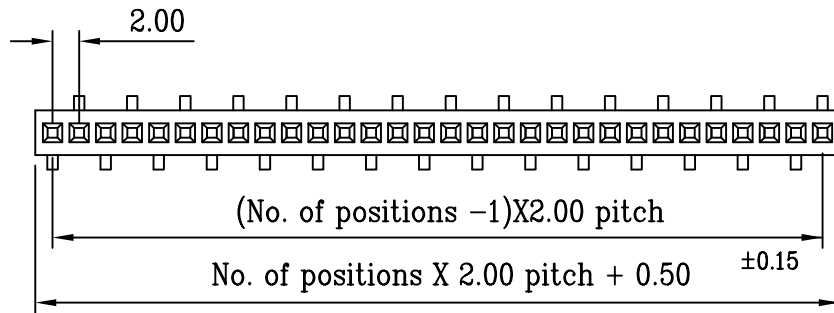 2.00
(No. of positions -1)X2.00 pitch
No. of positions X 2.00 pitch + 0.50 ±0.15